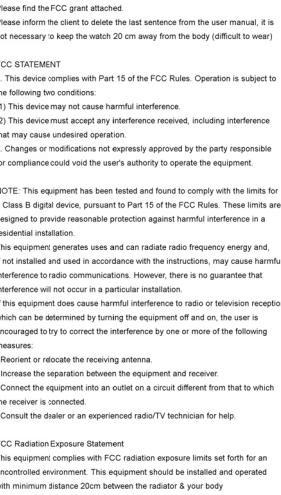 lease find the FCC grant attached.
lease inform the client to delete the last sentence from the user manual, it is
ot necessary to keep the watch 20 cm away from the body (difficult to wear)
CC STATEMENT
. This device complies with Part 15 of the FCC Rules. Operation is subject to
he following two conditions:
1) This device may not cause harmful interference.
2) This device must accept any interference received, including interference
hat may cause undesired operation.
. Changes or modifications not expressly approved by the party responsible
or compliance could void the user's authority to operate the equipment.
OTE: This equipment has been tested and found to comply with the limits for
Class B digital device, pursuant to Part 15 of the FCC Rules. These limits are
esigned to provide reasonable protection against harmful interference in a
esidential installation.
his equipment generates uses and can radiate radio frequency energy and,
f not installed and used in accordance with the instructions, may cause harmfu
nterference to radio communications. However, there is no guarantee that
nterference will not occur in a particular installation.
f this equipment does cause harmful interference to radio or television receptio
hich can be determined by turning the equipment off and on, the user is
ncouraged to try to correct the interference by one or more of the following
measures:
Reorient or relocate the receiving antenna.
Increase the separation between the equipment and receiver.
Connect the equipment into an outlet on a circuit different from that to which
he receiver is connected.
Consult the dealer or an experienced radio/TV technician for help.
CC Radiation Exposure Statement
his equipment complies with FCC radiation exposure limits set forth for an
ncontrolled environment. This equipment should be installed and operated
ith minimum distance 20cm between the radiator & your body